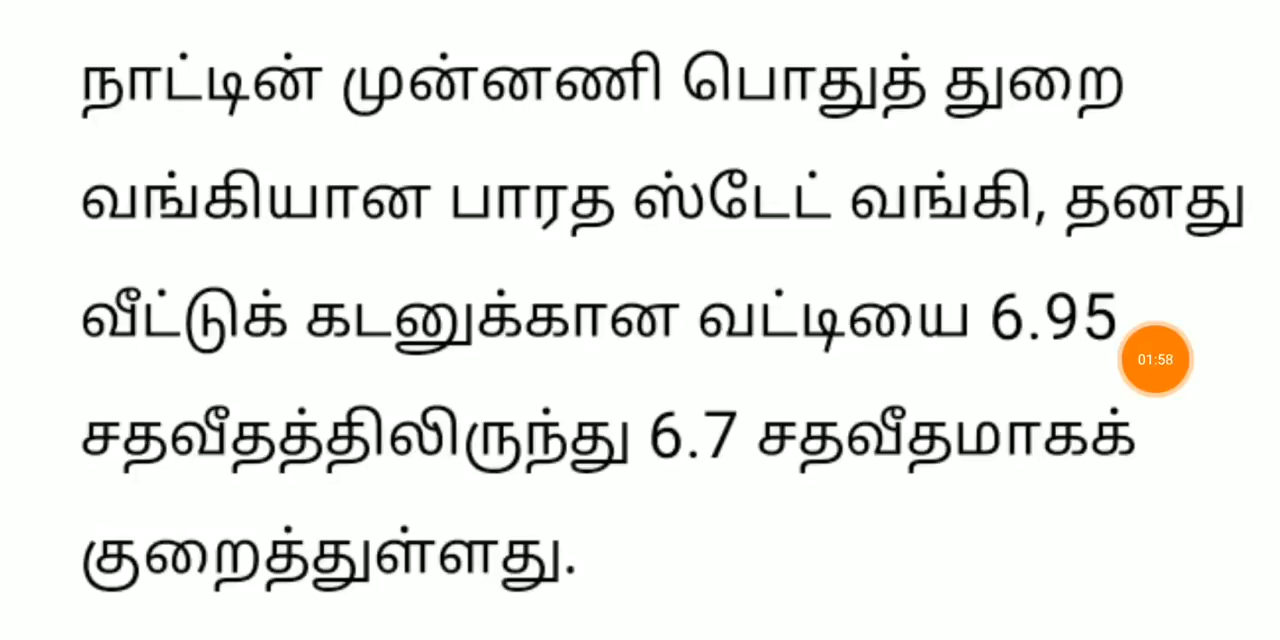 நாட்டின் முன்னணி பொதுத் துறை
வங்கியான பாரத ஸ்டேட் வங்கி, தனது
வீட்டுக் கடனுக்கான வட்டியை 6.95
01:58
சதவீதத்திலிருந்து 6.7 சதவீதமாகக்
குறைத்துள்ளது.